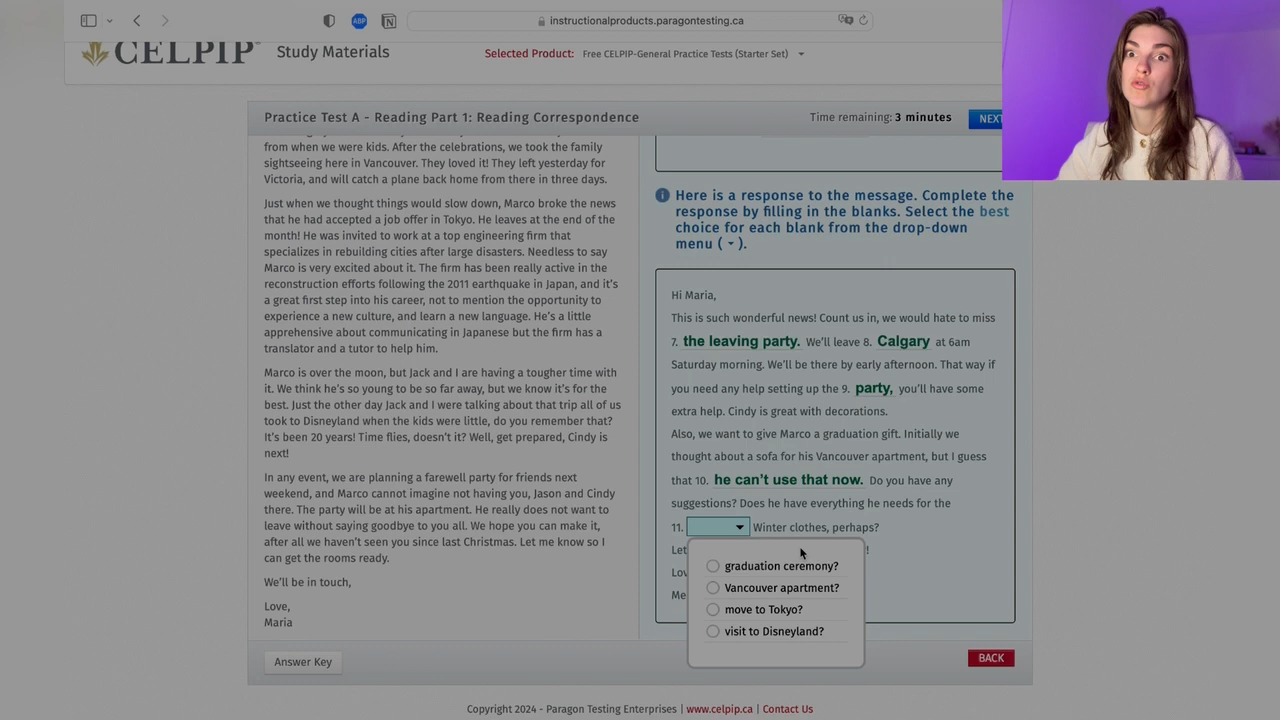 instructionalproducts.paragontesting.ca
ABP
CELPIP
Study Materials
Selected Product: Free CELPIP-General Practice Tests (Starter Set)
Practice Test A - Reading Part 1: Reading Correspondence
Time remaining: 3 minutes
NEXT
from when we were kids. After the celebrations, we took the family
sightseeing here in Vancouver. They loved it! They left yesterday for
Victoria, and will catch a plane back home from there in three days.
Just when we thought things would slow down, Marco broke the news
that he had accepted a job offer in Tokyo. He leaves at the end of the
month! He was invited to work at a top engineering firm that
specializes in rebuilding cities after large disasters. Needless to say
Marco is very excited about it. The firm has been really active in the
reconstruction efforts following the 2011 earthquake in Japan, and it's
a great first step into his career, not to mention the opportunity to
experience a new culture, and learn a new language. He's a little
apprehensive about communicating in Japanese but the firm has a
translator and a tutor to help him.
Marco is over the moon, but Jack and I are having a tougher time with
it. We think he's so young to be so far away, but we know it's for the
best. Just the other day Jack and I were talking about that trip all of us
took to Disneyland when the kids were little, do you remember that?
It's been 20 years! Time flies, doesn't it? Well, get prepared, Cindy is
next!
In any event, we are planning a farewell party for friends next
weekend, and Marco cannot imagine not having you, Jason and Cindy
there. The party will be at his apartment. He really does not want to
leave without saying goodbye to you all. We hope you can make it,
after all we haven't seen you since last Christmas. Let me know so I
can get the rooms ready.
We'll be in touch,
Love,
Maria
Here is a response to the message. Complete the
response by filling in the blanks. Select the best
choice for each blank from the drop-down
menu ( ).
Hi Maria,
This is such wonderful news! Count us in, we would hate to miss
7. the leaving party. We'll leave 8. Calgary at 6am
Saturday morning. We'll be there by early afternoon. That way if
you need any help setting up the 9. party, you'll have some
extra help. Cindy is great with decorations.
Also, we want to give Marco a graduation gift. Initially we
thought about a sofa for his Vancouver apartment, but I guess
that 10. he can't use that now. Do you have any
suggestions? Does he have everything he needs for the
11. Winter clothes, perhaps?
Let !
Lov
Me
graduation ceremony?
Vancouver apartment?
move to Tokyo?
visit to Disneyland?
Answer Key
BACK
Copyright 2024 - Paragon Testing Enterprises | www.celpip.ca | Contact Us